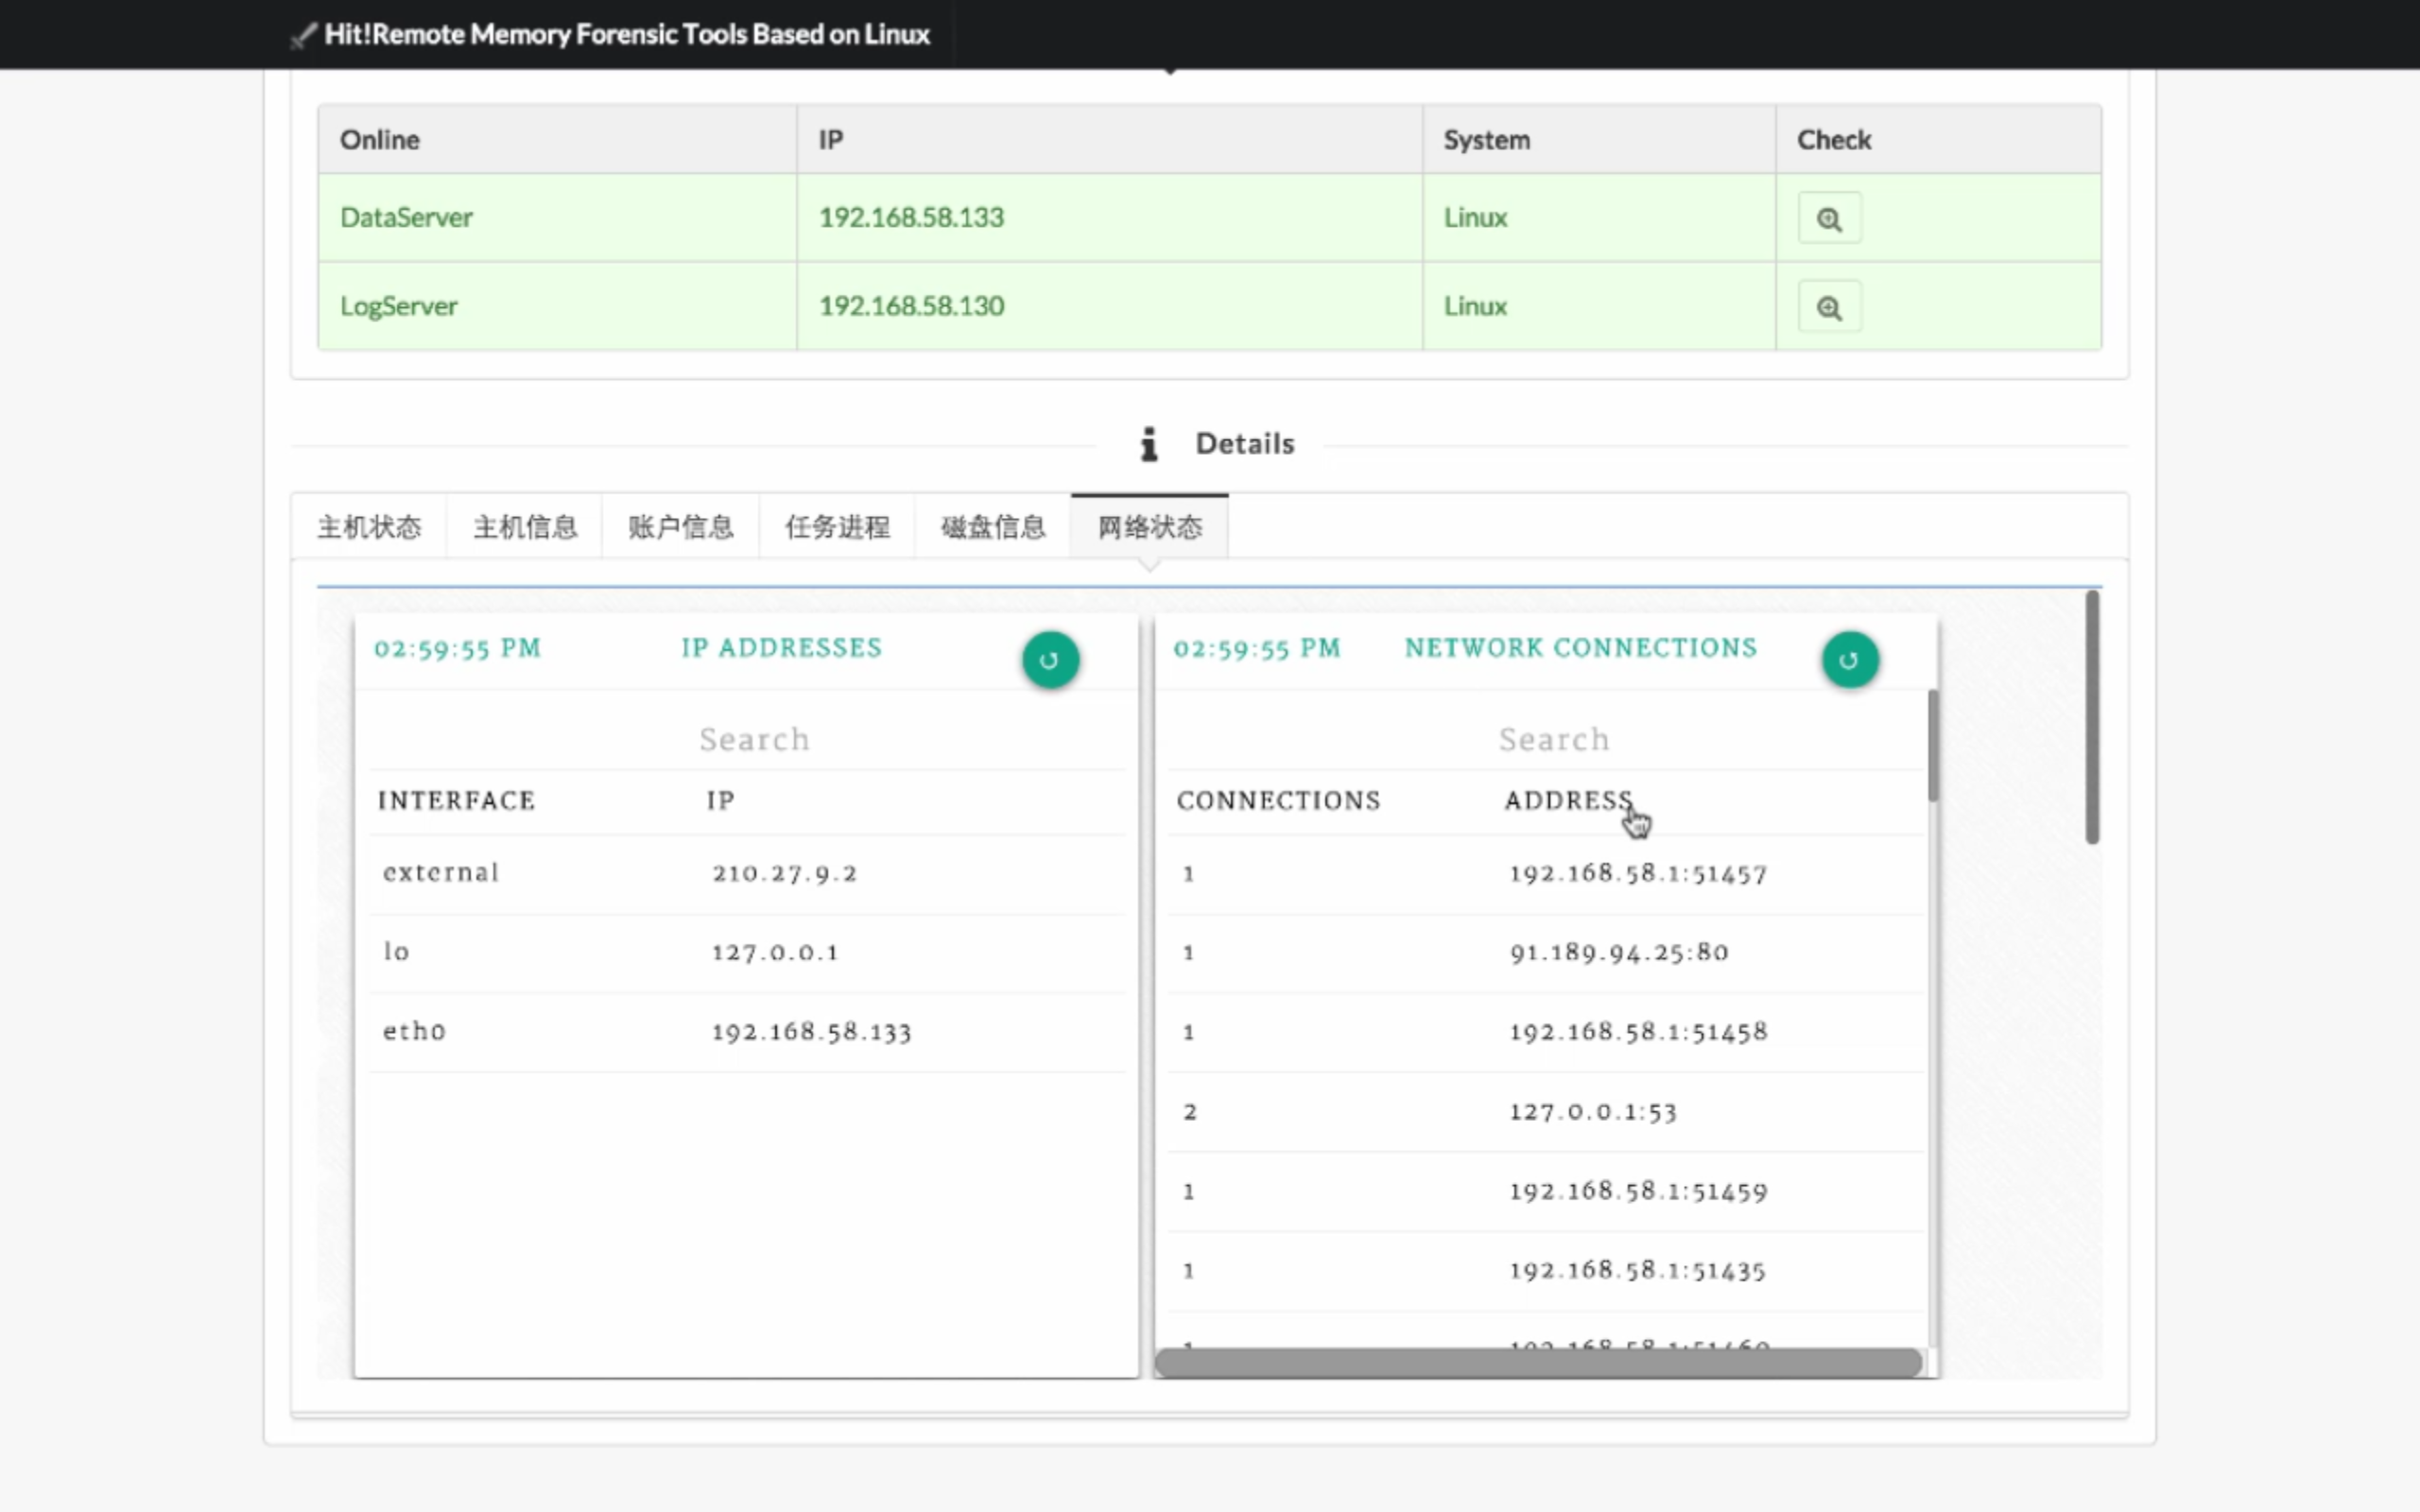 Hit!Remote Memory Forensic Tools Based on Linux
Online IP System Check
DataServer 192.168.58.133 Linux
LogServer 192.168.58.130 Linux
Details
主机状态 主机信息 账户信息 任务进程 磁盘信息 网络状态
02:59:55 PM IP ADDRESSES
Search
INTERFACE IP
external 210.27.9.2
lo 127.0.0.1
eth0 192.168.58.133
02:59:55 PM NETWORK CONNECTIONS
Search
CONNECTIONS ADDRESS
1 192.168.58.1:51457
1 91.189.94.25:80
1 192.168.58.1:51458
2 127.0.0.1:53
1 192.168.58.1:51459
1 192.168.58.1:51435